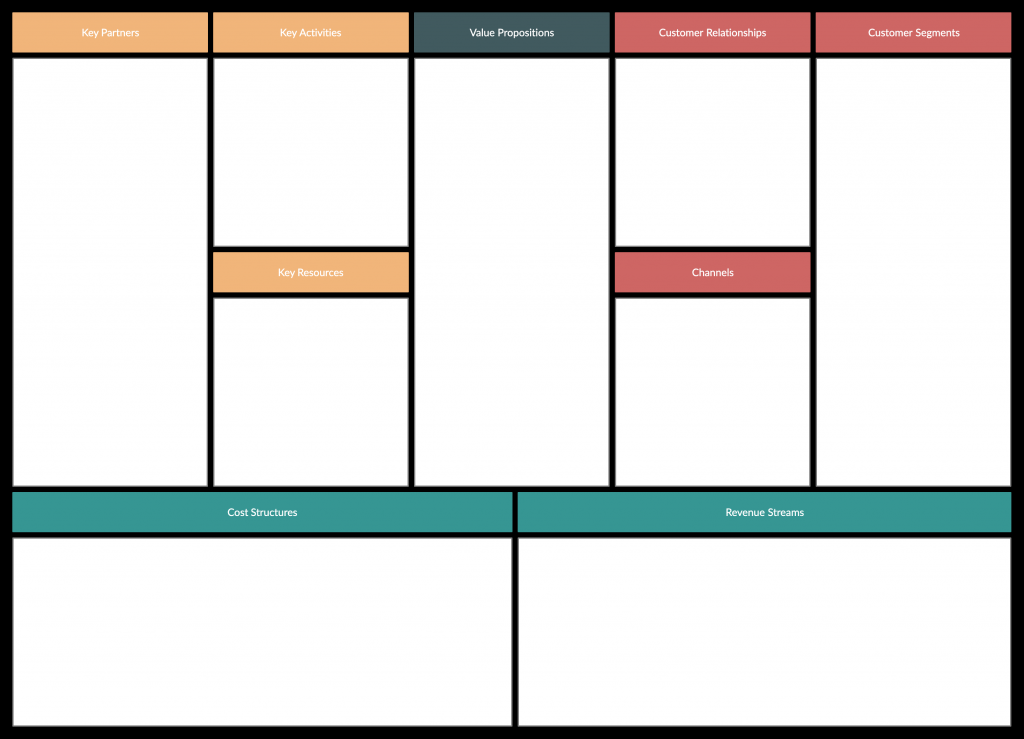 Key Partners
Key Activities
Value Propositions
Customer Relationships
Customer Segments
Key Resources
Channels
Cost Structures
Revenue Streams